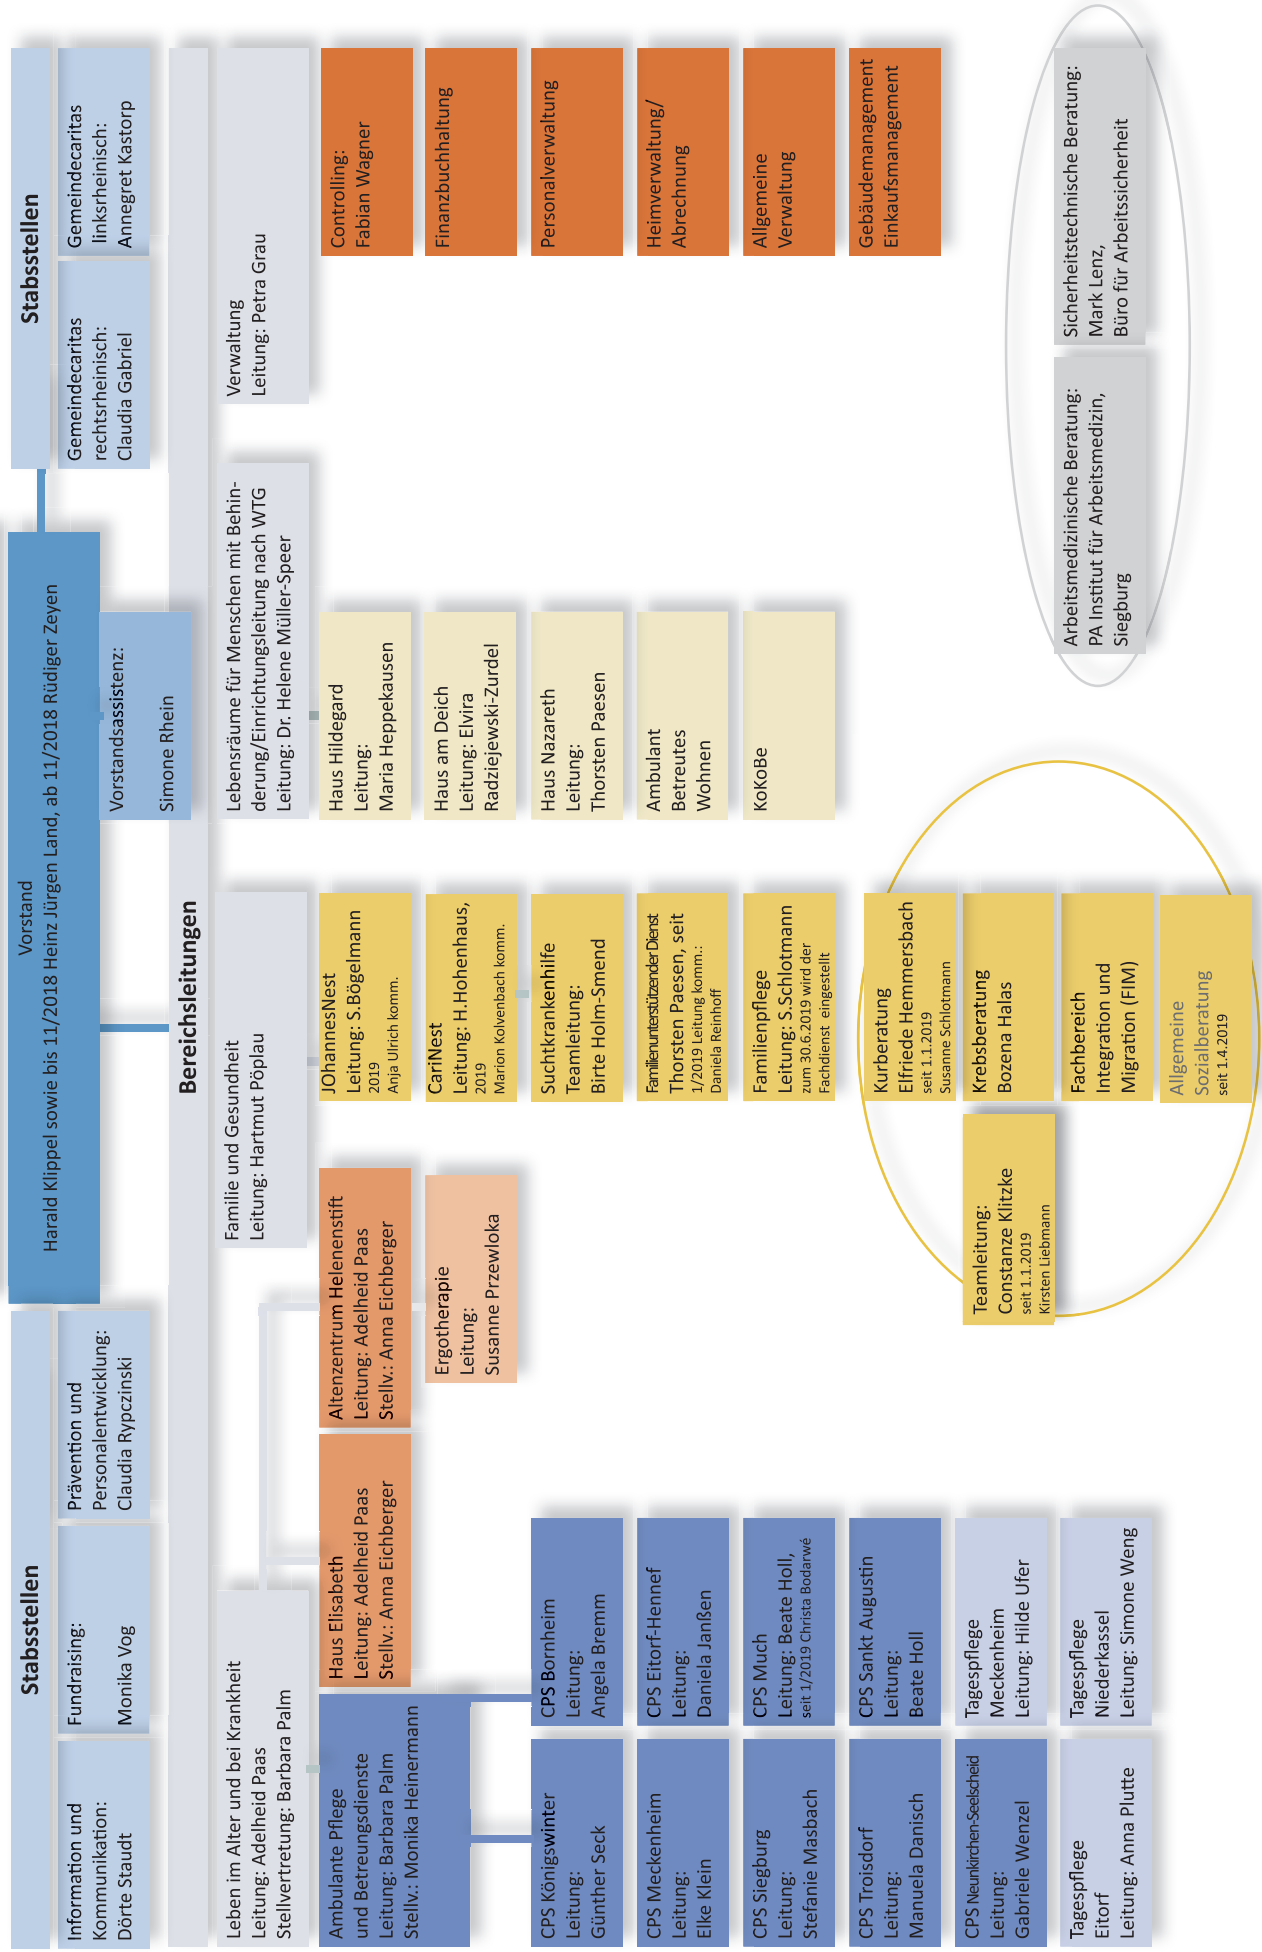 Vorstand
Harald Klippel sowie bis 11/2018 Heinz Jürgen Land, ab 11/2018 Rüdiger Zeyen
Vorstandsassistenz:
Simone Rhein
Stabsstellen
Information und
Kommunikation:
Dörte Staudt
Fundraising:
Monika Vog
Prävention und
Personalentwicklung:
Claudia Rypczinski
Stabsstellen
Gemeindecaritas
rechtsrheinisch:
Claudia Gabriel
Gemeindecaritas
linksrheinisch:
Annegret Kastorp
Bereichsleitungen
Leben im Alter und bei Krankheit
Leitung: Adelheid Paas
Stellvertretung: Barbara Palm
Ambulante Pflege
und Betreungsdienste
Leitung: Barbara Palm
Stellv.: Monika Heinermann
Haus Elisabeth
Leitung: Adelheid Paas
Stellv.: Anna Eichberger
Altenzentrum Helenenstift
Leitung: Adelheid Paas
Stellv.: Anna Eichberger
Ergotherapie
Leitung:
Susanne Przewloka
CPS Königswinter
Leitung:
Günther Seck
CPS Bornheim
Leitung:
Angela Bremm
CPS Meckenheim
Leitung:
Elke Klein
CPS Eitorf-Hennef
Leitung:
Daniela Janßen
CPS Siegburg
Leitung:
Stefanie Masbach
CPS Much
Leitung: Beate Holl,
seit 1/2019 Christa Bodarwé
CPS Troisdorf
Leitung:
Manuela Danisch
CPS Sankt Augustin
Leitung:
Beate Holl
CPS Neunkirchen-Seelscheid
Leitung:
Gabriele Wenzel
Tagespflege
Meckenheim
Leitung: Hilde Ufer
Tagespflege
Eitorf
Leitung: Anna Plutte
Tagespflege
Niederkassel
Leitung: Simone Weng
Familie und Gesundheit
Leitung: Hartmut Pöplau
JOhannesNest
Leitung: S.Bögelmann
2019
Anja Ulrich komm.
CariNest
Leitung: H.Hohenhaus,
2019
Marion Kolvenbach komm.
Suchtkrankenhilfe
Teamleitung:
Birte Holm-Smend
Familienunterstützender Dienst
Thorsten Paesen, seit
1/2019 Leitung komm.:
Daniela Reinhoff
Familienpflege
Leitung: S.Schlotmann
zum 30.6.2019 wird der
Fachdienst eingestellt
Kurberatung
Elfriede Hemmersbach
seit 1.1.2019
Susanne Schlotmann
Teamleitung:
Constanze Klitzke
seit 1.1.2019
Kirsten Liebmann
Krebsberatung
Bozena Halas
Fachbereich
Integration und
Migration (FIM)
Allgemeine
Sozialberatung
seit 1.4.2019
Lebensräume für Menschen mit Behin-
derung/Einrichtungsleitung nach WTG
Leitung: Dr. Helene Müller-Speer
Haus Hildegard
Leitung:
Maria Heppekausen
Haus am Deich
Leitung: Elvira
Radziejewski-Zurdel
Haus Nazareth
Leitung:
Thorsten Paesen
Ambulant
Betreutes
Wohnen
KoKoBe
Verwaltung
Leitung: Petra Grau
Controlling:
Fabian Wagner
Finanzbuchhaltung
Personalverwaltung
Heimverwaltung/
Abrechnung
Allgemeine
Verwaltung
Gebäudemanagement
Einkaufsmanagement
Arbeitsmedizinische Beratung:
PA Institut für Arbeitsmedizin,
Siegburg
Sicherheitstechnische Beratung:
Mark Lenz,
Büro für Arbeitssicherheit